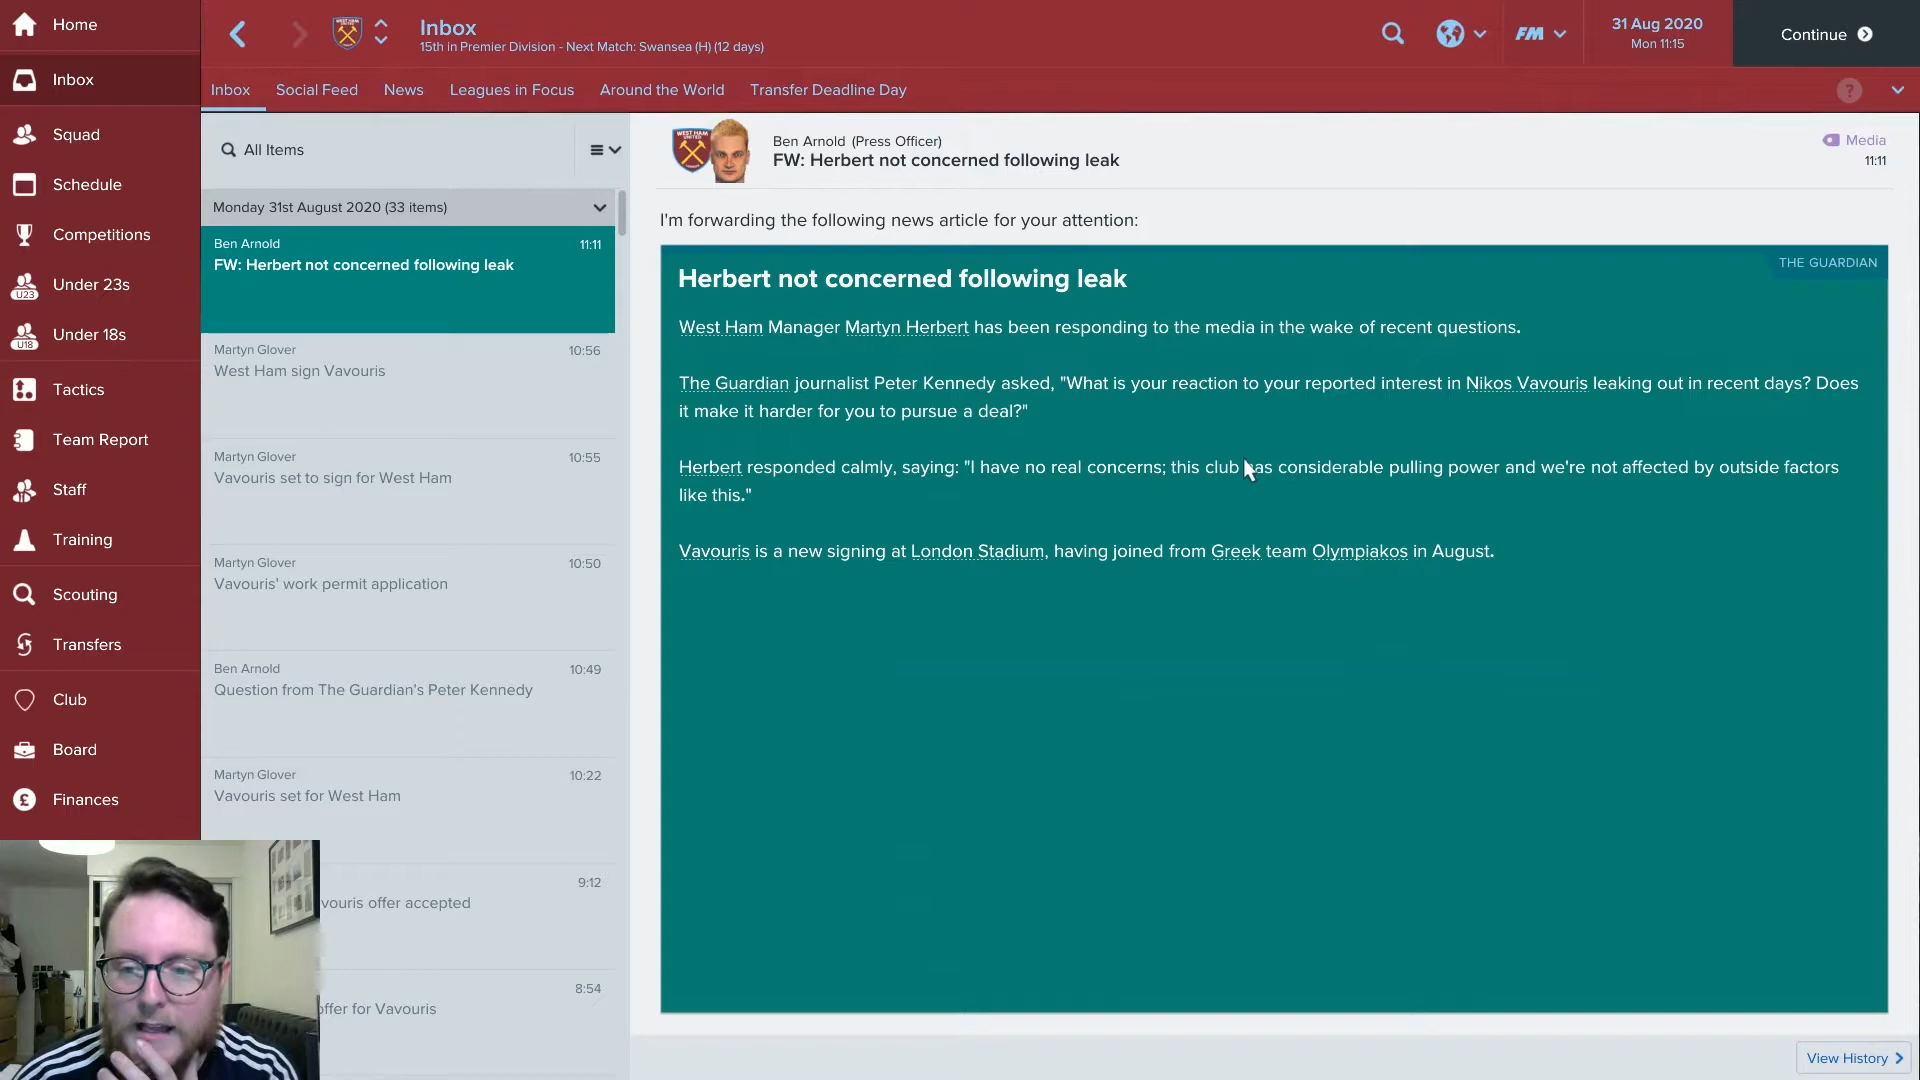 Home
Inbox
Squad
Schedule
Competitions
U23
Under 23s
U18
Under 18s
Tactics
Team Report
Staff
Training
Scouting
Transfers
Club
Board
£
Finances
WEST HAM
UNITED
Inbox
15th in Premier Division - Next Match: Swansea (H) (12 days)
FM
31 Aug 2020
Mon 11:15
Continue
Inbox
Social Feed
News
Leagues in Focus
Around the World
Transfer Deadline Day
?
All Items
Monday 31st August 2020 (33 items)
Ben Arnold
11:11
FW: Herbert not concerned following leak
Martyn Glover
10:56
West Ham sign Vavouris
Martyn Glover
10:55
Vavouris set to sign for West Ham
Martyn Glover
10:50
Vavouris' work permit application
Ben Arnold
10:49
Question from The Guardian's Peter Kennedy
Martyn Glover
10:22
Vavouris set for West Ham
9:12
vouris offer accepted
8:54
offer for Vavouris
WEST HAM
UNITED
Ben Arnold (Press Officer)
FW: Herbert not concerned following leak
Media
11:11
I'm forwarding the following news article for your attention:
THE GUARDIAN
Herbert not concerned following leak
West Ham Manager Martyn Herbert has been responding to the media in the wake of recent questions.
The Guardian journalist Peter Kennedy asked, "What is your reaction to your reported interest in Nikos Vavouris leaking out in recent days? Does
it make it harder for you to pursue a deal?"
Herbert responded calmly, saying: "I have no real concerns; this club has considerable pulling power and we're not affected by outside factors
like this."
Vavouris is a new signing at London Stadium, having joined from Greek team Olympiakos in August.
View History